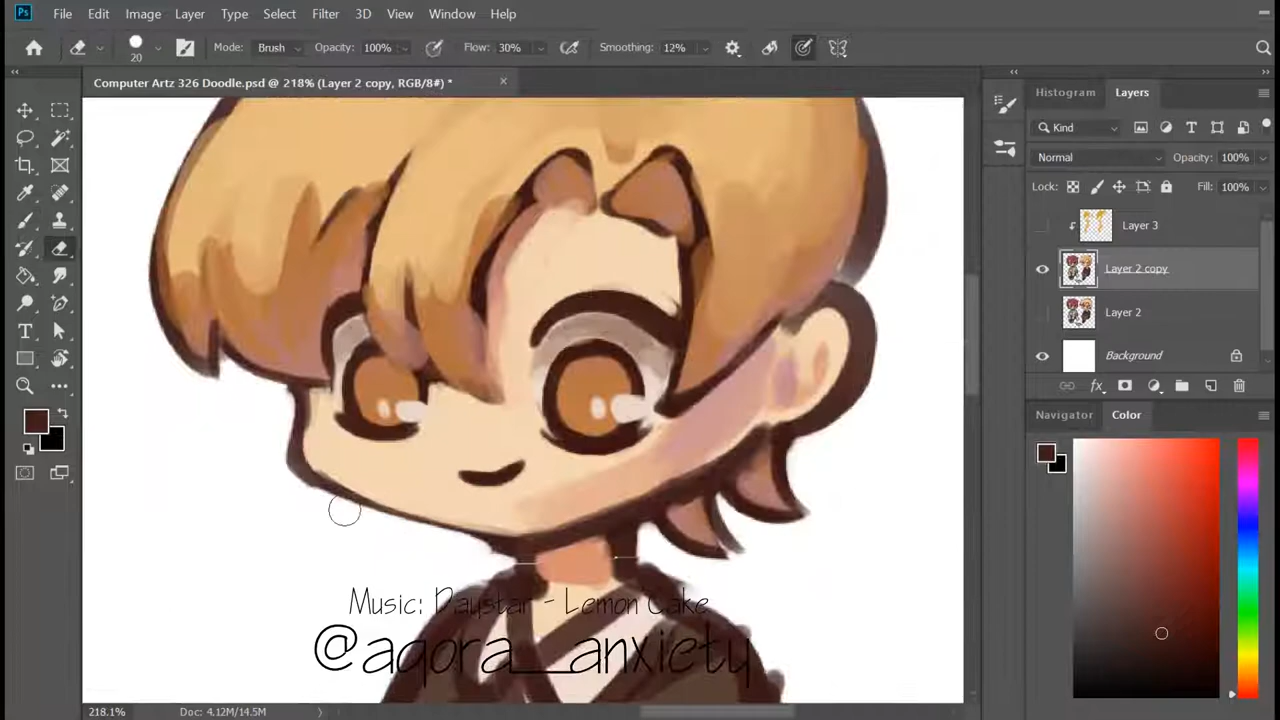 Ps File Edit Image Layer Type Select Filter 3D View Window Help
20 Mode: Brush Opacity: 100% Flow: 30% Smoothing: 12%
Computer Artz 326 Doodle.psd @ 218% (Layer 2 copy, RGB/8#) *
Histogram Layers
Kind
Normal Opacity: 100%
Lock: Fill: 100%
Layer 3
Layer 2 copy
Layer 2
Background
fx
Navigator Color
Music: Daystar - Lemon Cake
@agora__anxiety
218.1% Doc: 4.12M/14.5M